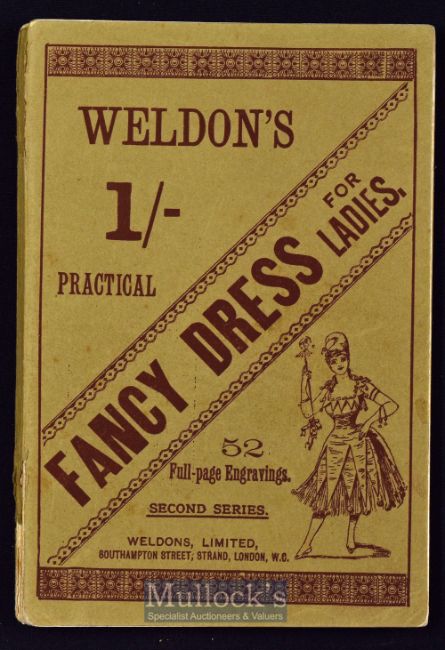 WELDON'S
1/-
PRACTICAL
FANCY DRESS FOR LADIES.
52
Full-page Engravings.
SECOND SERIES.
WELDONS, LIMITED,
SOUTHAMPTON STREET; STRAND, LONDON, W.C.
Mullock's
Specialist Auctioneers & Valuers